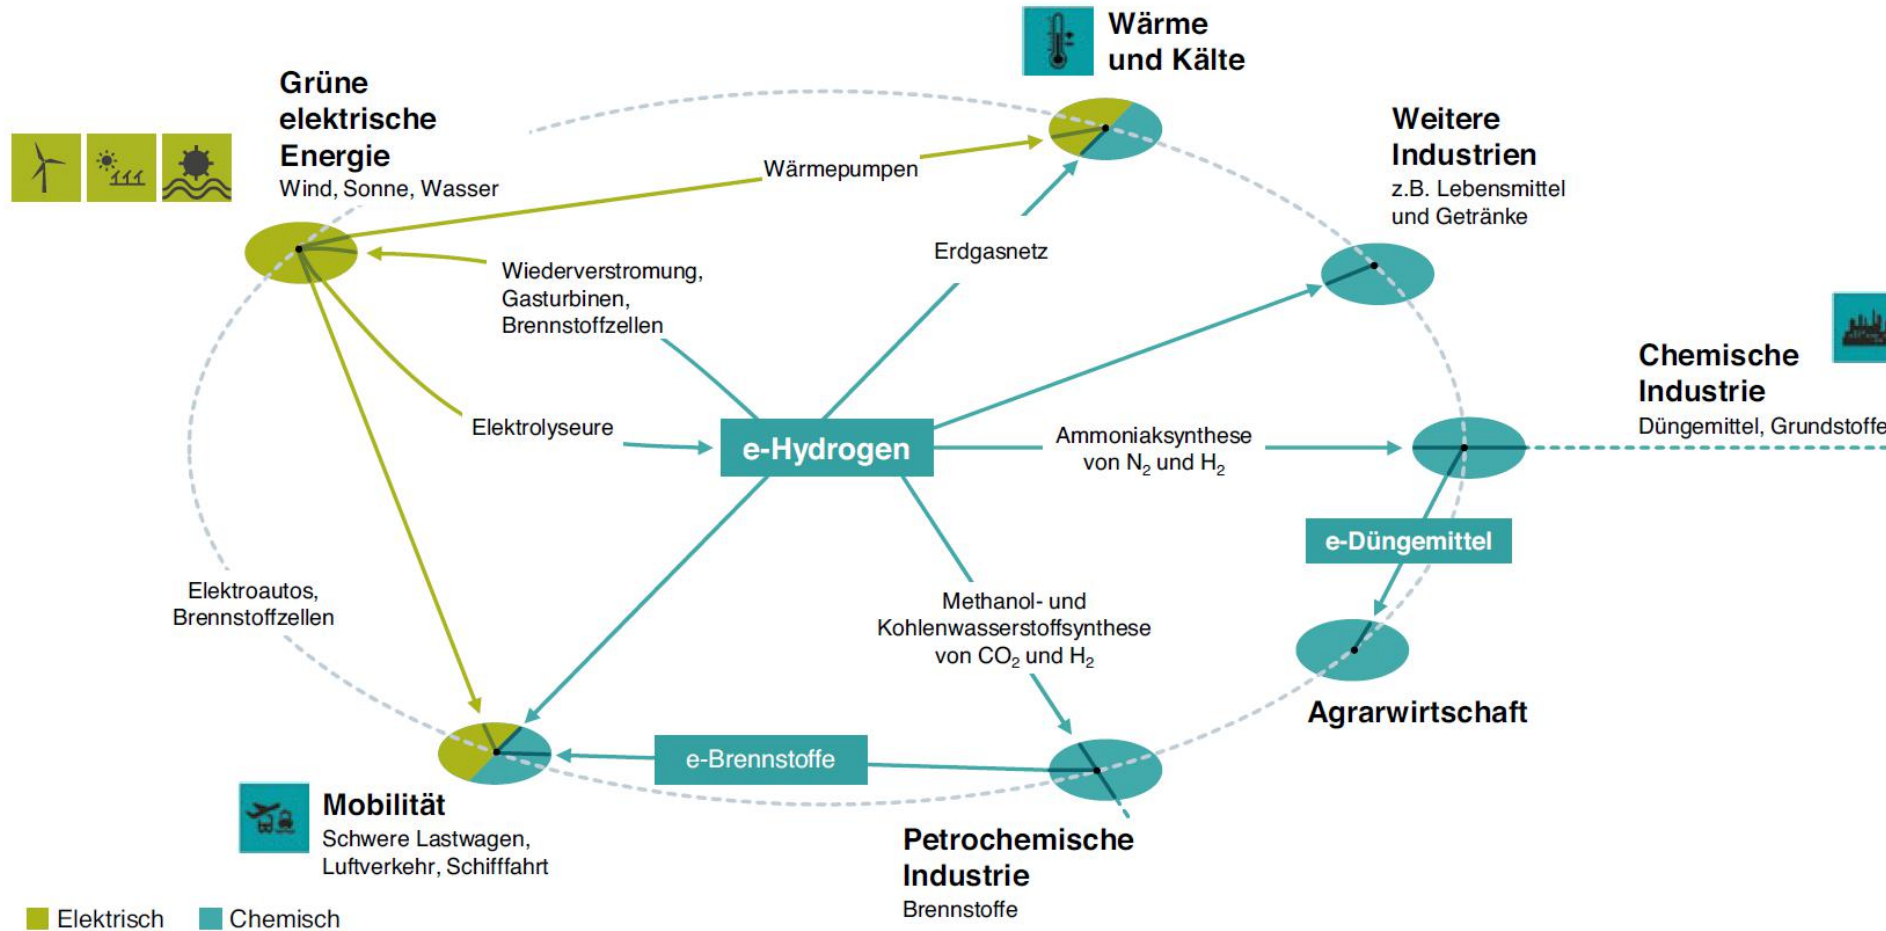 Wärme
und Kälte
Grüne
elektrische
Energie
Wind, Sonne, Wasser
Weitere
Industrien
z.B. Lebensmittel
und Getränke
Wärmepumpen
Erdgasnetz
Wiederverstromung,
Gasturbinen,
Brennstoffzellen
Chemische
Industrie
Düngemittel, Grundstoffe
Elektrolyseure
e-Hydrogen
Ammoniaksynthese
von N₂ und H₂
e-Düngemittel
Elektroautos,
Brennstoffzellen
Methanol- und
Kohlenwasserstoffsynthese
von CO₂ und H₂
Agrarwirtschaft
e-Brennstoffe
Mobilität
Schwere Lastwagen,
Luftverkehr, Schifffahrt
Petrochemische
Industrie
Brennstoffe
Elektrisch
Chemisch